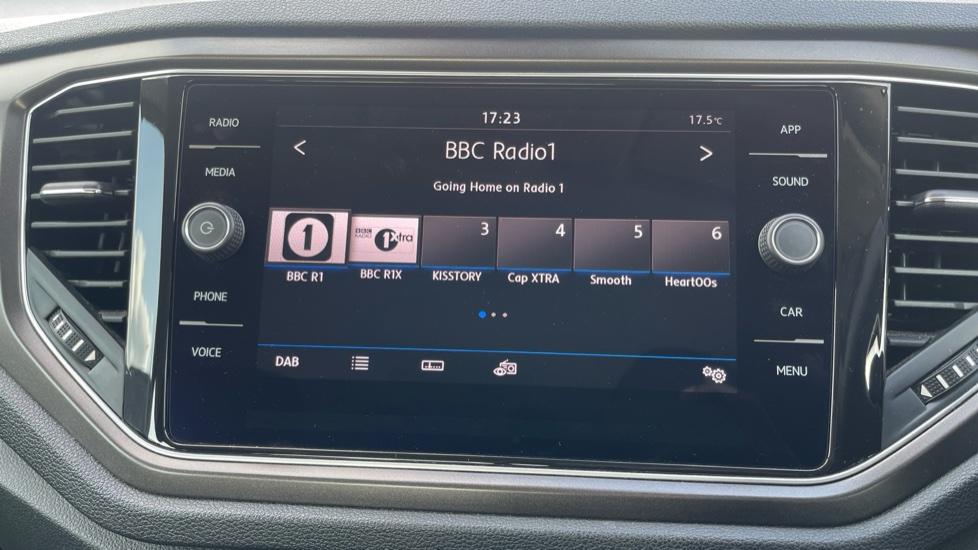 17:23
17.5°C
RADIO
MEDIA
PHONE
VOICE
<
BBC Radio1
>
Going Home on Radio 1
1
BBC RADIO 1Xtra
3
4
5
6
BBC R1
BBC R1X
KISSTORY
Cap XTRA
Smooth
Heart00s
DAB
APP
SOUND
CAR
MENU